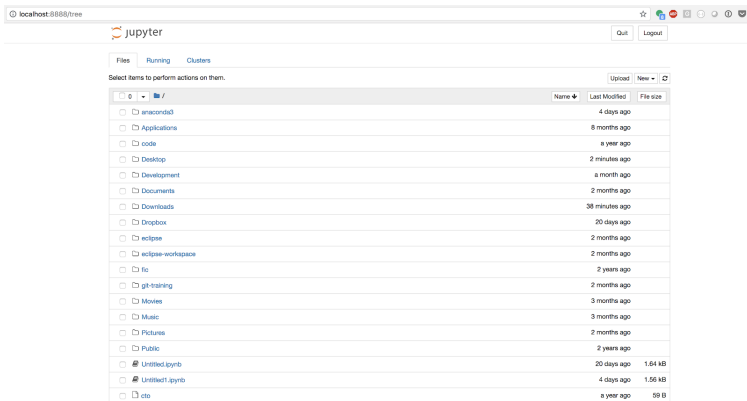 localhost:8888/tree
jupyter
Quit Logout
Files Running Clusters
Select items to perform actions on them.
Upload New
0 / Name Last Modified File size
anaconda3 4 days ago
Applications 8 months ago
code a year ago
Desktop 2 minutes ago
Development a month ago
Documents 2 months ago
Downloads 38 minutes ago
Dropbox 20 days ago
eclipse 2 months ago
eclipse-workspace 2 months ago
fio 2 years ago
git-training 2 months ago
Movies 3 months ago
Music 3 months ago
Pictures 2 months ago
Public 2 years ago
Untitled.ipynb 20 days ago 1.64 kB
Untitled1.ipynb 4 days ago 1.56 kB
cto a year ago 59 B